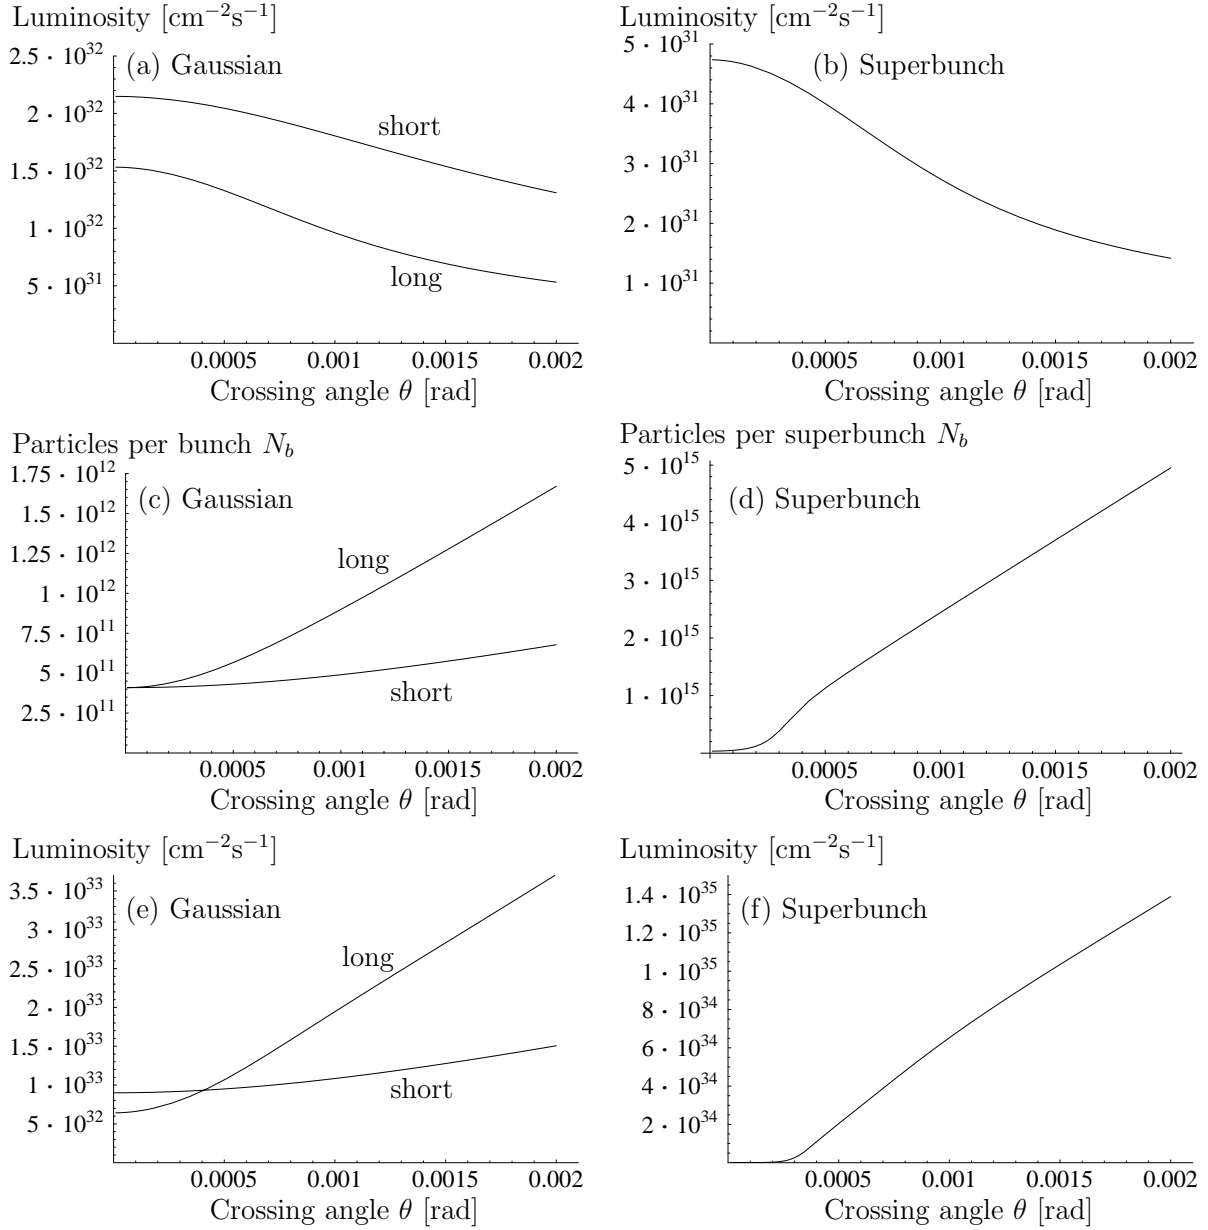 Luminosity [cm⁻²s⁻¹]
2.5 · 10³²
2 · 10³²
1.5 · 10³²
1 · 10³²
5 · 10³¹
(a) Gaussian
short
long
0.0005 0.001 0.0015 0.002
Crossing angle θ [rad]
Luminosity [cm⁻²s⁻¹]
5 · 10³¹
4 · 10³¹
3 · 10³¹
2 · 10³¹
1 · 10³¹
(b) Superbunch
0.0005 0.001 0.0015 0.002
Crossing angle θ [rad]
Particles per bunch N_b
1.75 · 10¹²
1.5 · 10¹²
1.25 · 10¹²
1 · 10¹²
7.5 · 10¹¹
5 · 10¹¹
2.5 · 10¹¹
(c) Gaussian
long
short
0.0005 0.001 0.0015 0.002
Crossing angle θ [rad]
Particles per superbunch N_b
5 · 10¹⁵
4 · 10¹⁵
3 · 10¹⁵
2 · 10¹⁵
1 · 10¹⁵
(d) Superbunch
0.0005 0.001 0.0015 0.002
Crossing angle θ [rad]
Luminosity [cm⁻²s⁻¹]
3.5 · 10³³
3 · 10³³
2.5 · 10³³
2 · 10³³
1.5 · 10³³
1 · 10³³
5 · 10³²
(e) Gaussian
long
short
0.0005 0.001 0.0015 0.002
Crossing angle θ [rad]
Luminosity [cm⁻²s⁻¹]
1.4 · 10³⁵
1.2 · 10³⁵
1 · 10³⁵
8 · 10³⁴
6 · 10³⁴
4 · 10³⁴
2 · 10³⁴
(f) Superbunch
0.0005 0.001 0.0015 0.002
Crossing angle θ [rad]